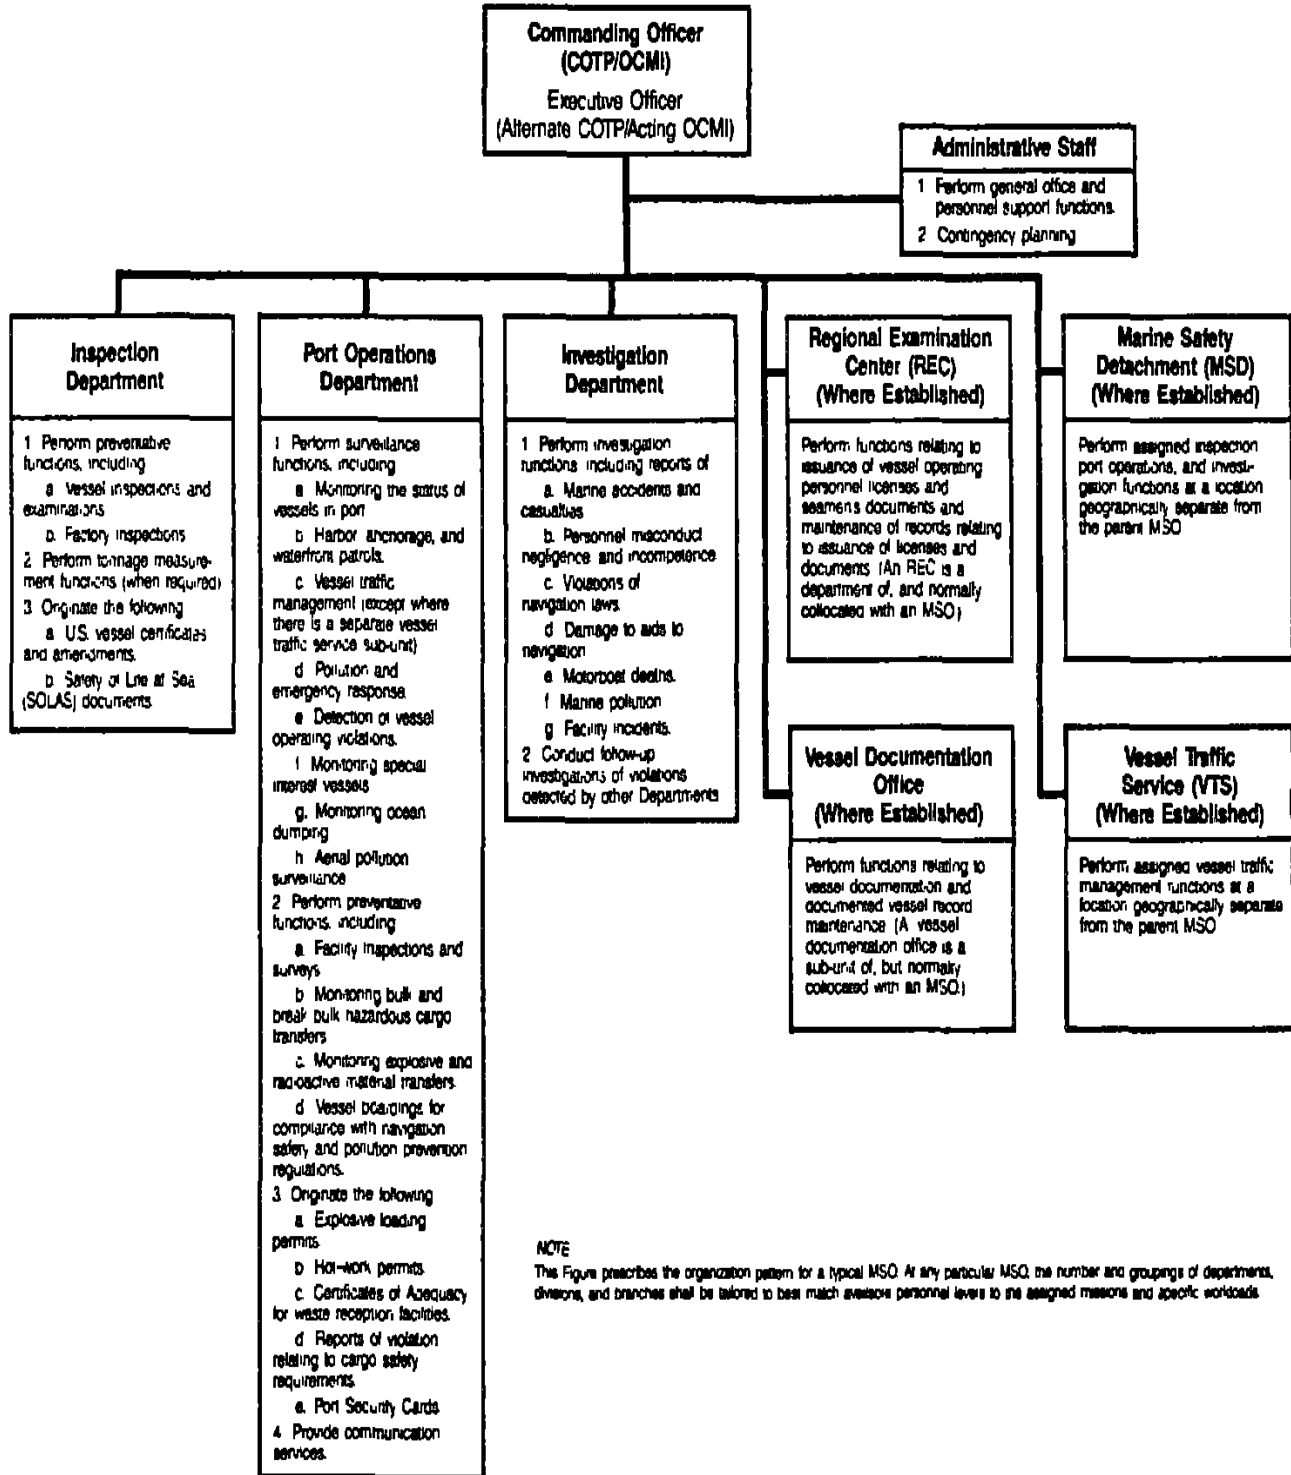 Commanding Officer
(COTP/OCMI)
Executive Officer
(Alternate COTP/Acting OCMI)
Administrative Staff
1 Perform general office and
personnel support functions.
2 Contingency planning
Inspection
Department
1 Perform preventative
functions, including
a Vessel inspections and
examinations
b. Factory inspections
2 Perform tonnage measure-
ment functions (when required)
3 Originate the following
a U.S. vessel certificates
and amendments.
b Safety of Life at Sea
(SOLAS) documents
Port Operations
Department
1 Perform surveillance
functions, including
a Monitoring the status of
vessels in port
b Harbor anchorage, and
waterfront patrols.
c. Vessel traffic
management (except where
there is a separate vessel
traffic service sub-unit)
d Pollution and
emergency response
e Detection of vessel
operating violations.
f Monitoring special
interest vessels
g. Monitoring ocean
dumping
h Aerial pollution
surveillance
2 Perform preventative
functions, including
a Facility inspections and
surveys
b Monitoring bulk and
break bulk hazardous cargo
transfers
c. Monitoring explosive and
radioactive material transfers
d Vessel boardings for
compliance with navigation
safety and pollution prevention
regulations.
3 Originate the following
a Explosive loading
permits
b Hot-work permits
c. Certificates of Adequacy
for waste reception facilities.
d Reports of violation
relating to cargo safety
requirements
e. Port Security Cards
4 Provide communication
services.
Investigation
Department
1 Perform investigation
functions including reports of
a. Marine accidents and
casualties
b. Personnel misconduct
negligence and incompetence
c. Violations of
navigation laws.
d Damage to aids to
navigation
e Motorboat deaths.
f Marine pollution
g Facility incidents.
2 Conduct follow-up
investigations of violations
detected by other Departments
Regional Examination
Center (REC)
(Where Established)
Perform functions relating to
issuance of vessel operating
personnel licenses and
seamen's documents and
maintenance of records relating
to issuance of licenses and
documents (An REC is a
department of, and normally
collocated with an MSO)
Marine Safety
Detachment (MSD)
(Where Established)
Perform assigned inspection
port operations, and investi-
gation functions at a location
geographically separate from
the parent MSO
Vessel Documentation
Office
(Where Established)
Perform functions relating to
vessel documentation and
documented vessel record
maintenance (A vessel
documentation office is a
sub-unit of, but normally
collocated with an MSO.)
Vessel Traffic
Service (VTS)
(Where Established)
Perform assigned vessel traffic
management functions at a
location geographically separate
from the parent MSO
NOTE
This Figure prescribes the organization pattern for a typical MSO. At any particular MSO, the number and groupings of departments,
divisions, and branches shall be tailored to best match available personnel levels to the assigned missions and specific workloads